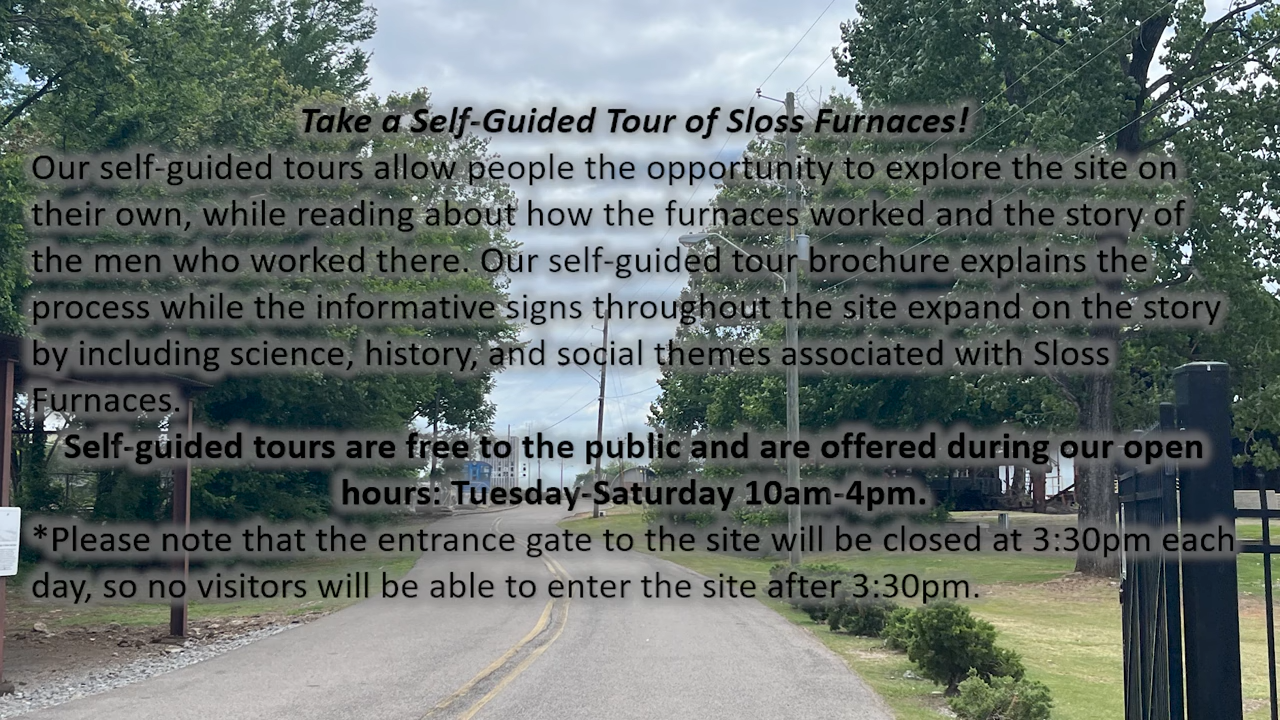 Take a Self-Guided Tour of Sloss Furnaces!
Our self-guided tours allow people the opportunity to explore the site on
their own, while reading about how the furnaces worked and the story of
the men who worked there. Our self-guided tour brochure explains the
process while the informative signs throughout the site expand on the story
by including science, history, and social themes associated with Sloss
Furnaces.
Self-guided tours are free to the public and are offered during our open
hours: Tuesday-Saturday 10am-4pm.
*Please note that the entrance gate to the site will be closed at 3:30pm each
day, so no visitors will be able to enter the site after 3:30pm.